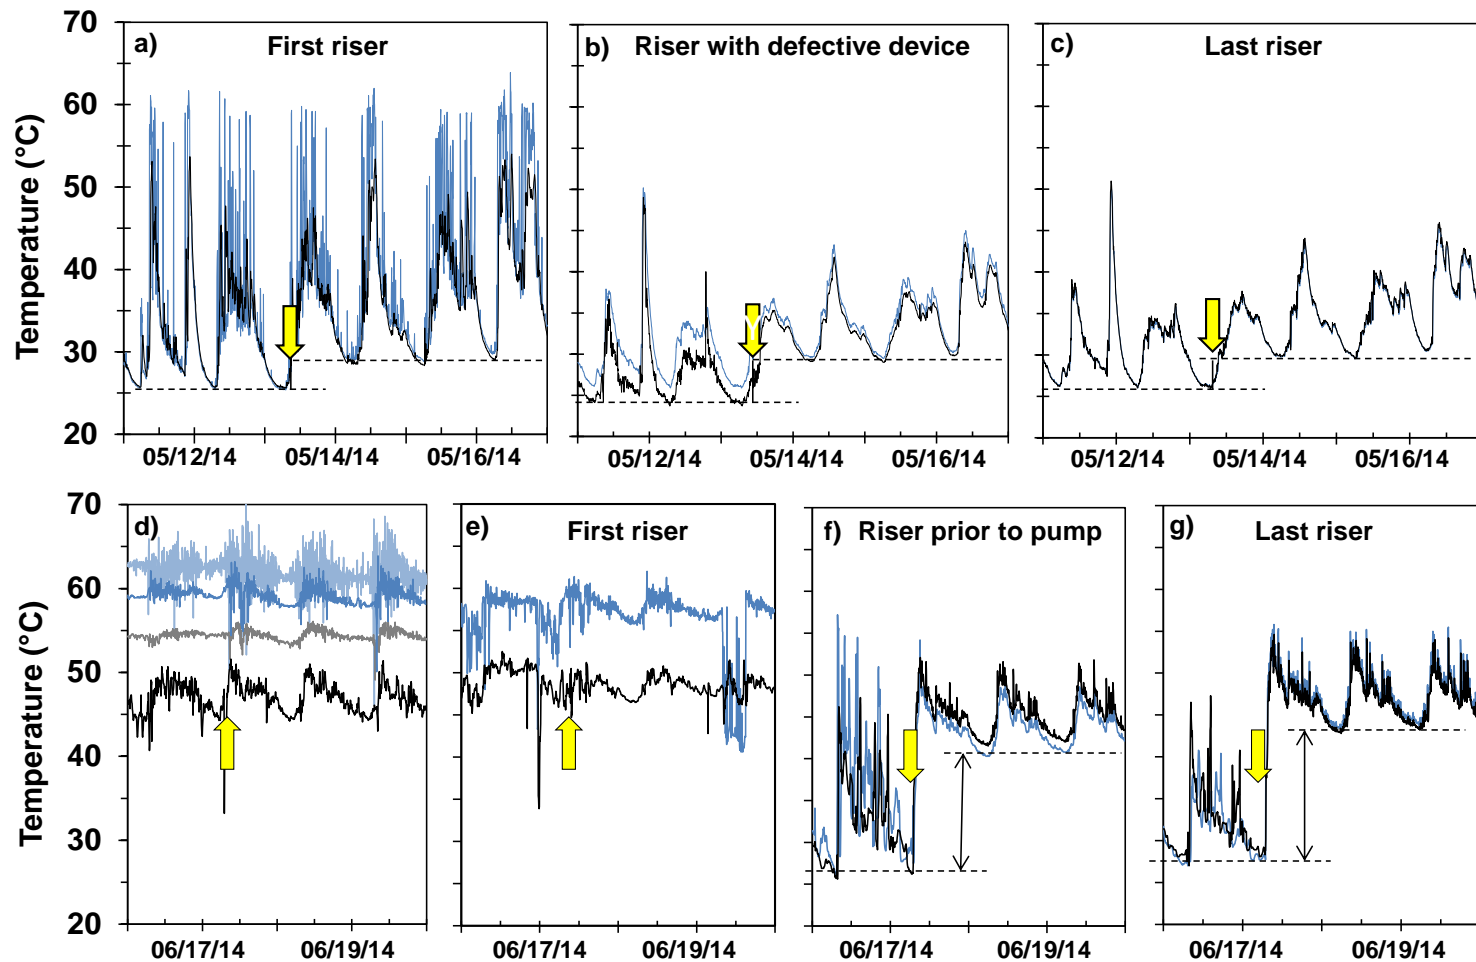 70
60
50
40
30
20
Temperature (°C)
a) First riser
b) Riser with defective device
c) Last riser
05/12/14 05/14/14 05/16/14
05/12/14 05/14/14 05/16/14
05/12/14 05/14/14 05/16/14
70
60
50
40
30
20
Temperature (°C)
d)
e) First riser
f) Riser prior to pump
g) Last riser
06/17/14 06/19/14
06/17/14 06/19/14
06/17/14 06/19/14
06/17/14 06/19/14